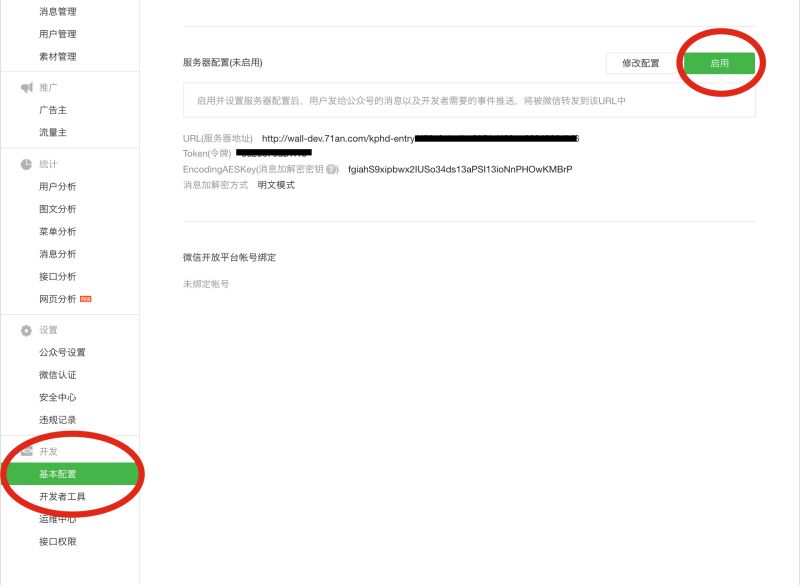 消息管理
用户管理
素材管理
推广
广告主
流量主
统计
用户分析
图文分析
菜单分析
消息分析
接口分析
网页分析
设置
公众号设置
微信认证
安全中心
违规记录
开发
基本配置
开发者工具
运维中心
接口权限
服务器配置(未启用)
修改配置
启用
启用并设置服务器配置后，用户发给公众号的消息以及开发者需要的事件推送，将被微信转发到该URL中
URL(服务器地址) http://wall-dev.71an.com/kphd-entry
Token(令牌)
EncodingAESKey(消息加解密密钥 ?) fgiahS9xipbwx2IUSo34ds13aPSI13ioNnPHOwKMBrP
消息加解密方式 明文模式
微信开放平台帐号绑定
未绑定帐号